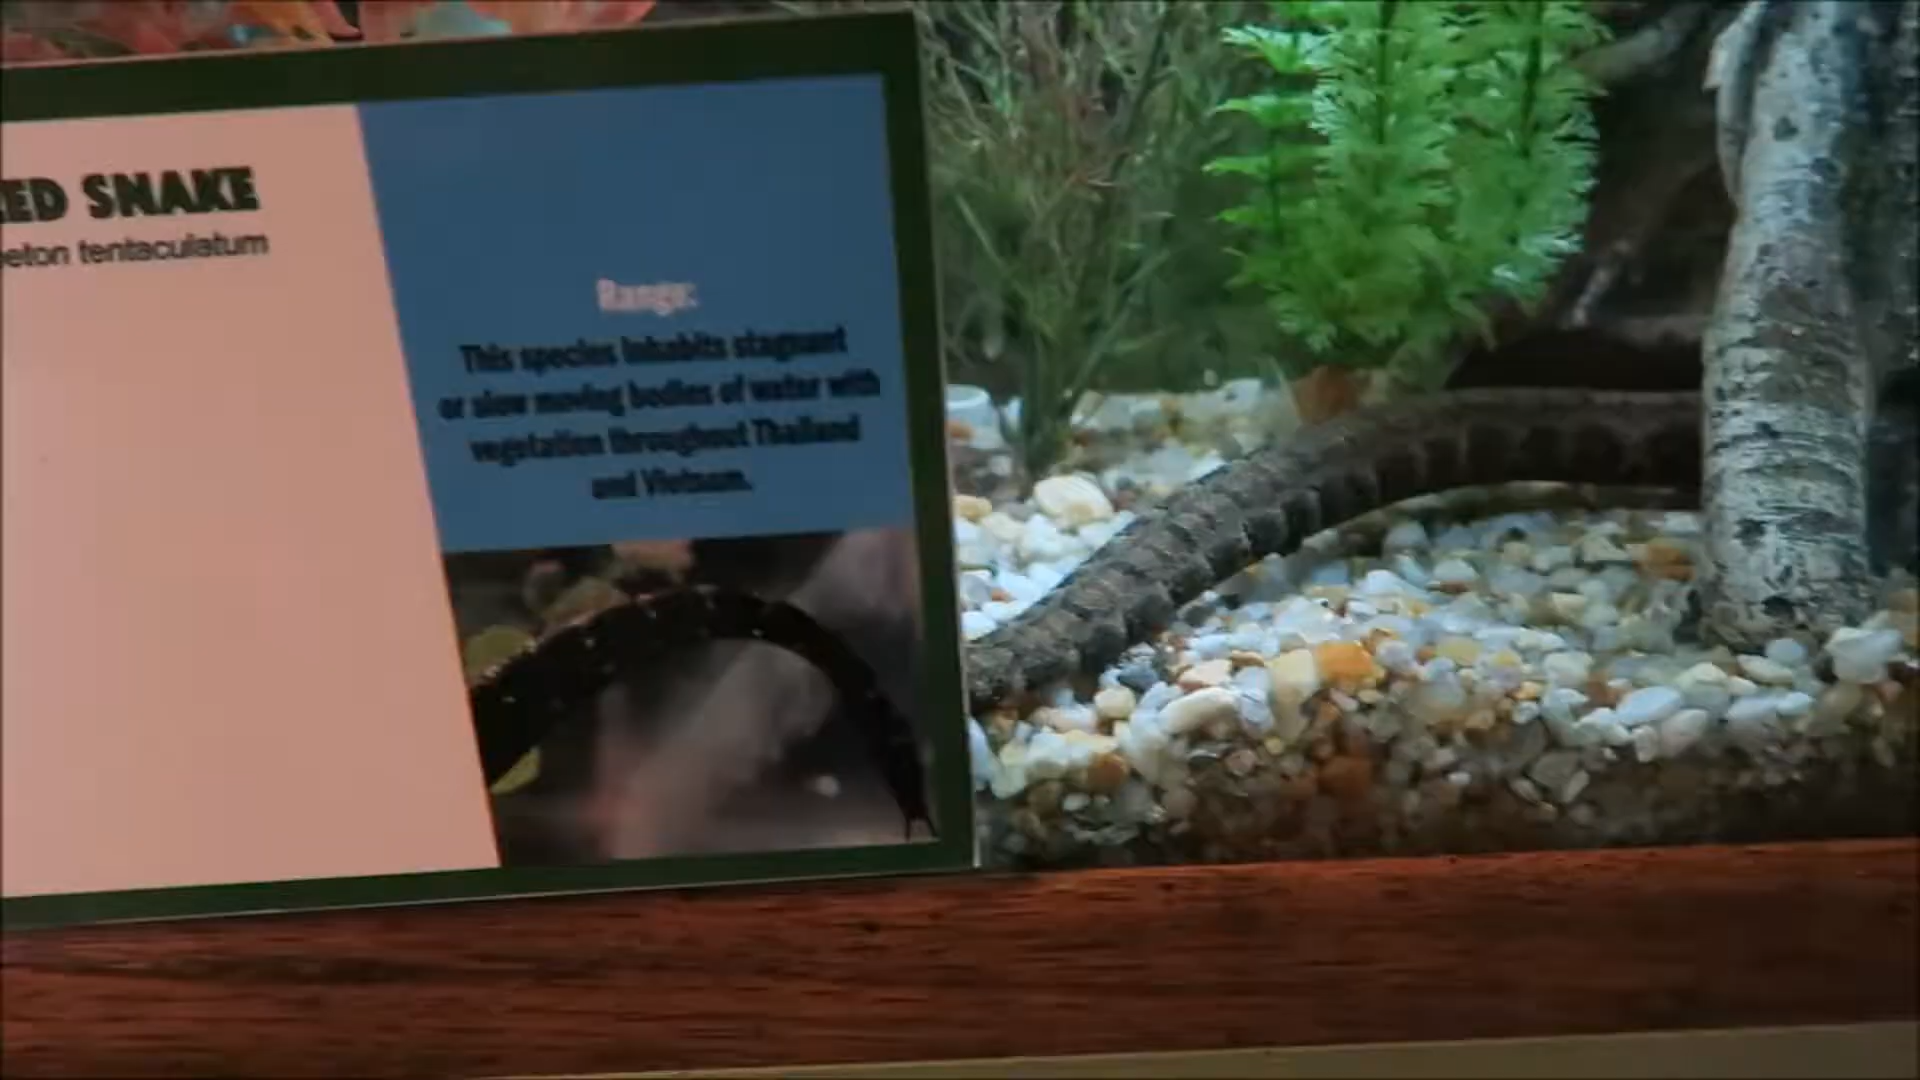 ED SNAKE
eton tentaculatum
Range:
This species inhabits stagnant
or slow moving bodies of water with
vegetation throughout Thailand
and Vietnam.